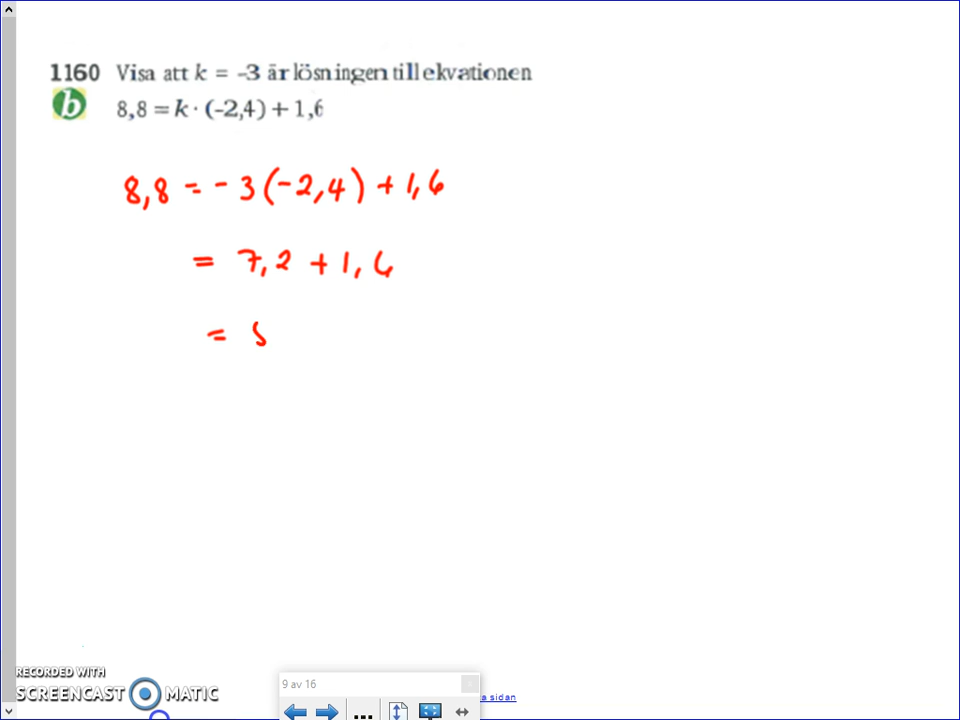 1160 Visa att k = -3 är lösningen till ekvationen
b 8,8 = k · (-2,4) + 1,6
8,8 = -3(-2,4) + 1,6
= 7,2 + 1,6
=
RECORDED WITH
SCREENCAST MATIC
9 av 16
a sidan